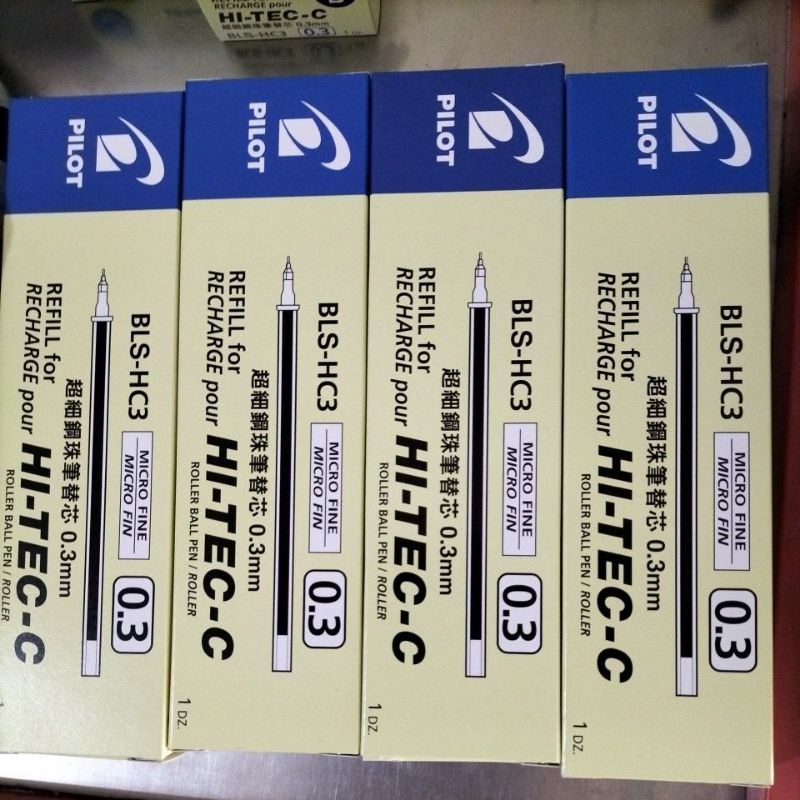 RECHARGE pour
HI-TEC-C
超細鋼珠筆替芯 0.3mm
BLS-HC3 0.3
PILOT
BLS-HC3 MICRO FINE MICRO FIN 0.3
超細鋼珠筆替芯 0.3mm
REFILL for
RECHARGE pour HI-TEC-C
ROLLER BALL PEN / ROLLER
PILOT
BLS-HC3 MICRO FINE MICRO FIN 0.3
超細鋼珠筆替芯 0.3mm
REFILL for
RECHARGE pour HI-TEC-C
ROLLER BALL PEN / ROLLER
1 DZ.
PILOT
BLS-HC3 MICRO FINE MICRO FIN 0.3
超細鋼珠筆替芯 0.3mm
REFILL for
RECHARGE pour HI-TEC-C
ROLLER BALL PEN / ROLLER
1 DZ.
PILOT
BLS-HC3 MICRO FINE MICRO FIN 0.3
超細鋼珠筆替芯 0.3mm
REFILL for
RECHARGE pour HI-TEC-C
ROLLER BALL PEN / ROLLER
1 DZ.